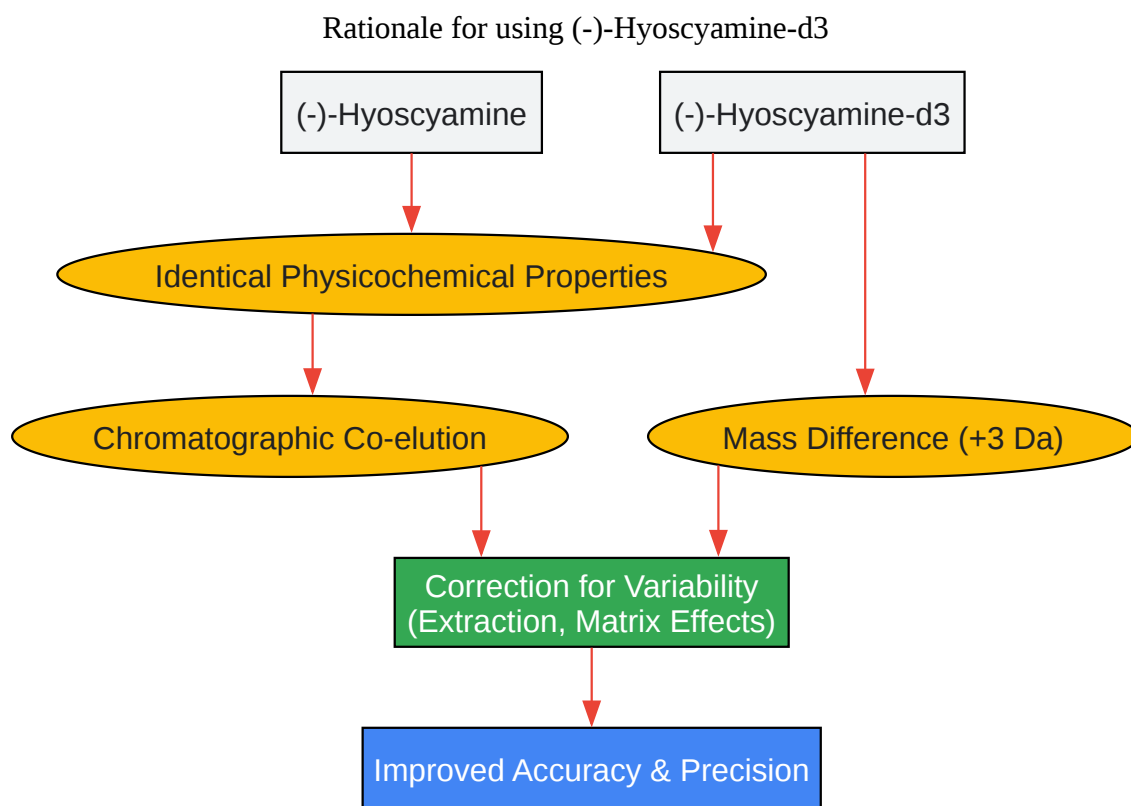 Rationale for using (-)-Hyoscyamine-d3
(-)-Hyoscyamine
(-)-Hyoscyamine-d3
Identical Physicochemical Properties
Chromatographic Co-elution
Mass Difference (+3 Da)
Correction for Variability
(Extraction, Matrix Effects)
Improved Accuracy & Precision